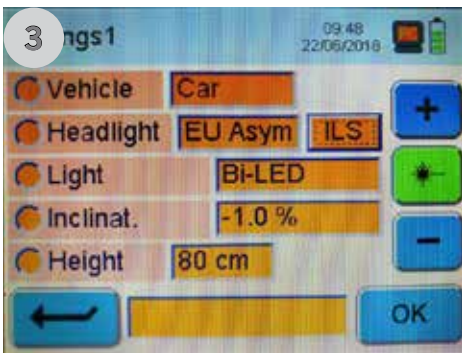 3 ngs1 09:48
22/06/2018
Vehicle Car
Headlight EU Asym ILS
Light Bi-LED
Inclinat. -1.0 %
Height 80 cm
OK